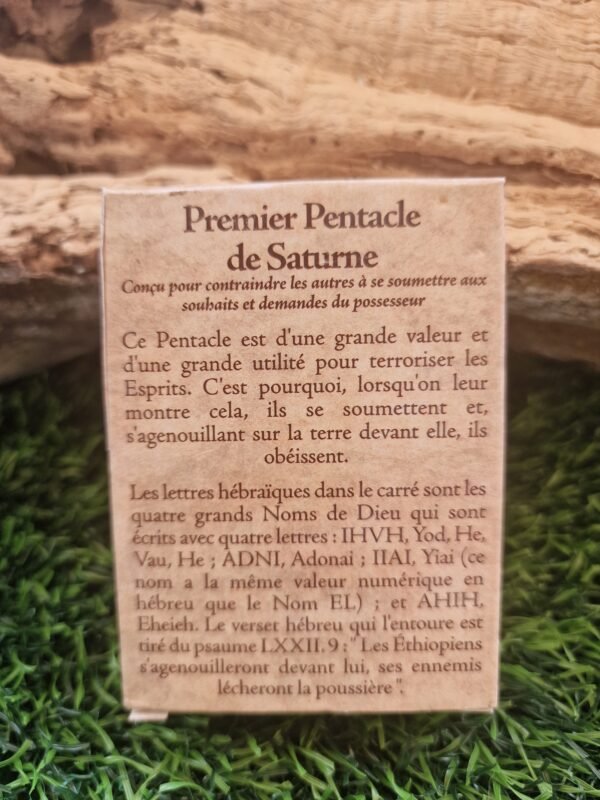 Premier Pentacle
de Saturne
Conçu pour contraindre les autres à se soumettre aux
souhaits et demandes du possesseur
Ce Pentacle est d'une grande valeur et
d'une grande utilité pour terroriser les
Esprits. C'est pourquoi, lorsqu'on leur
montre cela, ils se soumettent et,
s'agenouillant sur la terre devant elle, ils
obéissent.
Les lettres hébraïques dans le carré sont les
quatre grands Noms de Dieu qui sont
écrits avec quatre lettres : IHVH, Yod, He,
Vau, He ; ADNI, Adonai ; IIAI, Yiai (ce
nom a la même valeur numérique en
hébreu que le Nom EL) ; et AHIH,
Eheieh. Le verset hébreu qui l'entoure est
tiré du psaume LXXII. 9 : " Les Éthiopiens
s'agenouilleront devant lui, ses ennemis
lécheront la poussière ".